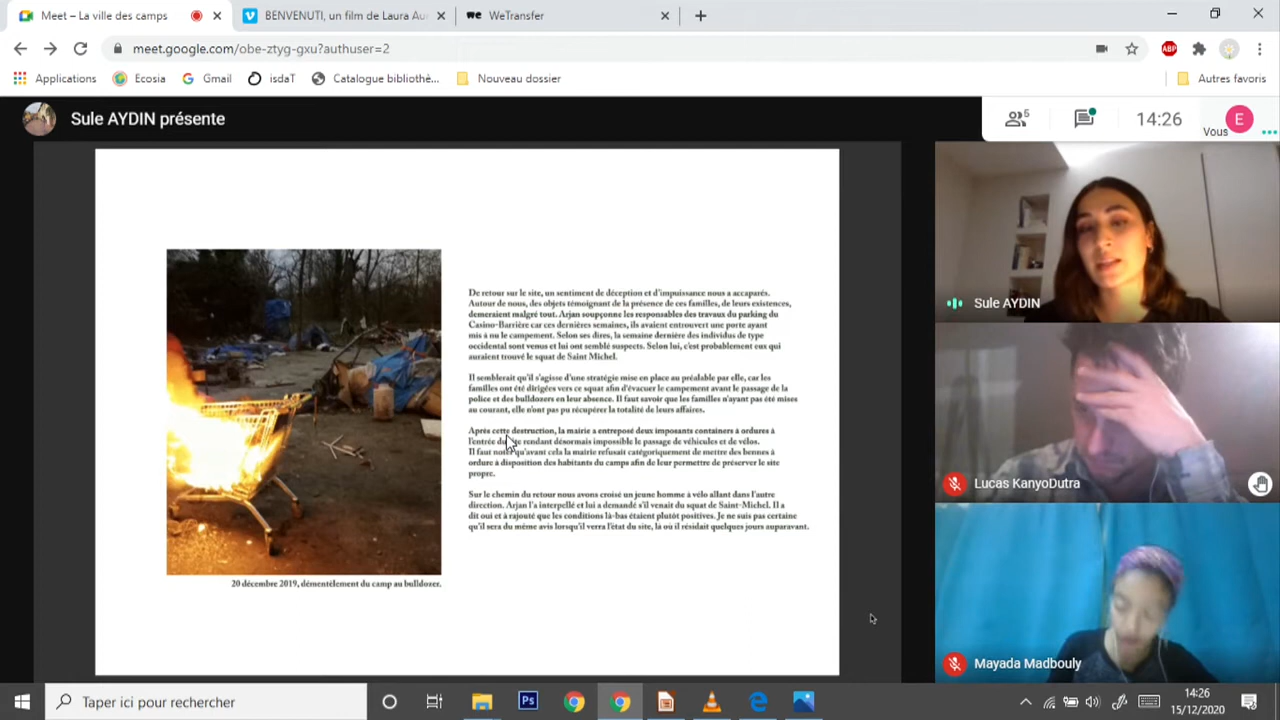 Meet – La ville des camps
BENVENUTI, un film de Laura Au
WeTransfer
meet.google.com/obe-ztyg-gxu?authuser=2
ABP
Applications
Ecosia
Gmail
isdaT
Catalogue bibliothé...
Nouveau dossier
Autres favoris
Sule AYDIN présente
5
14:26
Vous
E
De retour sur le site, un sentiment de déception et d'impuissance nous a accaparés.
Autour de nous, des objets témoignant de la présence de ces familles, de leurs existences,
demeraient malgré tout. Arjan soupçonne les responsables des travaux du parking du
Casino-Barrière car ces dernières semaines, ils avaient entrouvert une porte ayant
mis à nu le campement. Selon ses dires, la semaine dernière des individus de type
occidental sont venus et lui ont semblé suspects. Selon lui, c'est probablement eux qui
auraient trouvé le squat de Saint Michel.
Il semblerait qu'il s'agisse d'une stratégie mise en place au préalable par elle, car les
familles ont été dirigées vers ce squat afin d'évacuer le campement avant le passage de la
police et des bulldozers en leur absence. Il faut savoir que les familles n'ayant pas été mises
au courant, elle n'ont pas pu récupérer la totalité de leurs affaires.
Après cette destruction, la mairie a entreposé deux imposants containers à ordures à
l'entrée du rendant désormais impossible le passage de véhicules et de vélos.
Il faut noter qu'avant cela la mairie refusait catégoriquement de mettre des bennes à
ordure à disposition des habitants du camps afin de leur permettre de préserver le site
propre.
Sur le chemin du retour nous avons croisé un jeune homme à vélo allant dans l'autre
direction. Arjan l'a interpellé et lui a demandé s'il venait du squat de Saint-Michel. Il a
dit oui et à rajouté que les conditions là-bas étaient plutôt positives. Je ne suis pas certaine
qu'il sera du même avis lorsqu'il verra l'état du site, là où il résidait quelques jours auparavant.
20 décembre 2019, démentèlement du camp au bulldozer.
Sule AYDIN
Lucas KanyoDutra
Mayada Madbouly
Taper ici pour rechercher
Ps
14:26
15/12/2020